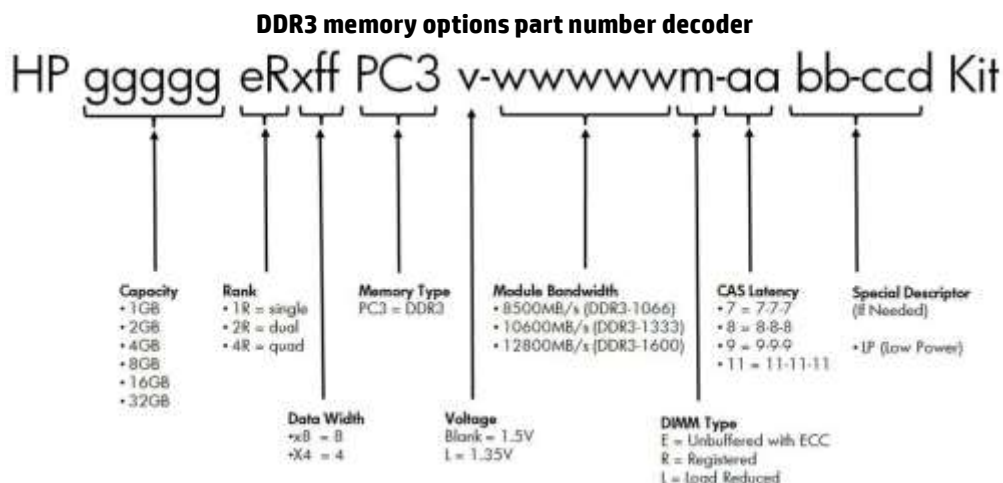 DDR3 memory options part number decoder
HP ggggg eRxff PC3 v-wwwwwm-aa bb-ccd Kit
Capacity
• 1GB
• 2GB
• 4GB
• 8GB
• 16GB
• 32GB
Rank
• 1R = single
• 2R = dual
• 4R = quad
Memory Type
PC3 = DDR3
Module Bandwidth
• 8500MB/s (DDR3-1066)
• 10600MB/s (DDR3-1333)
• 12800MB/s (DDR3-1600)
CAS Latency
• 7 = 7-7-7
• 8 = 8-8-8
• 9 = 9-9-9
• 11 = 11-11-11
Special Descriptor
(If Needed)
• LP (Low Power)
Data Width
•x8 = 8
•X4 = 4
Voltage
Blank = 1.5V
L = 1.35V
DIMM Type
E = Unbuffered with ECC
R = Registered
L = Load Reduced